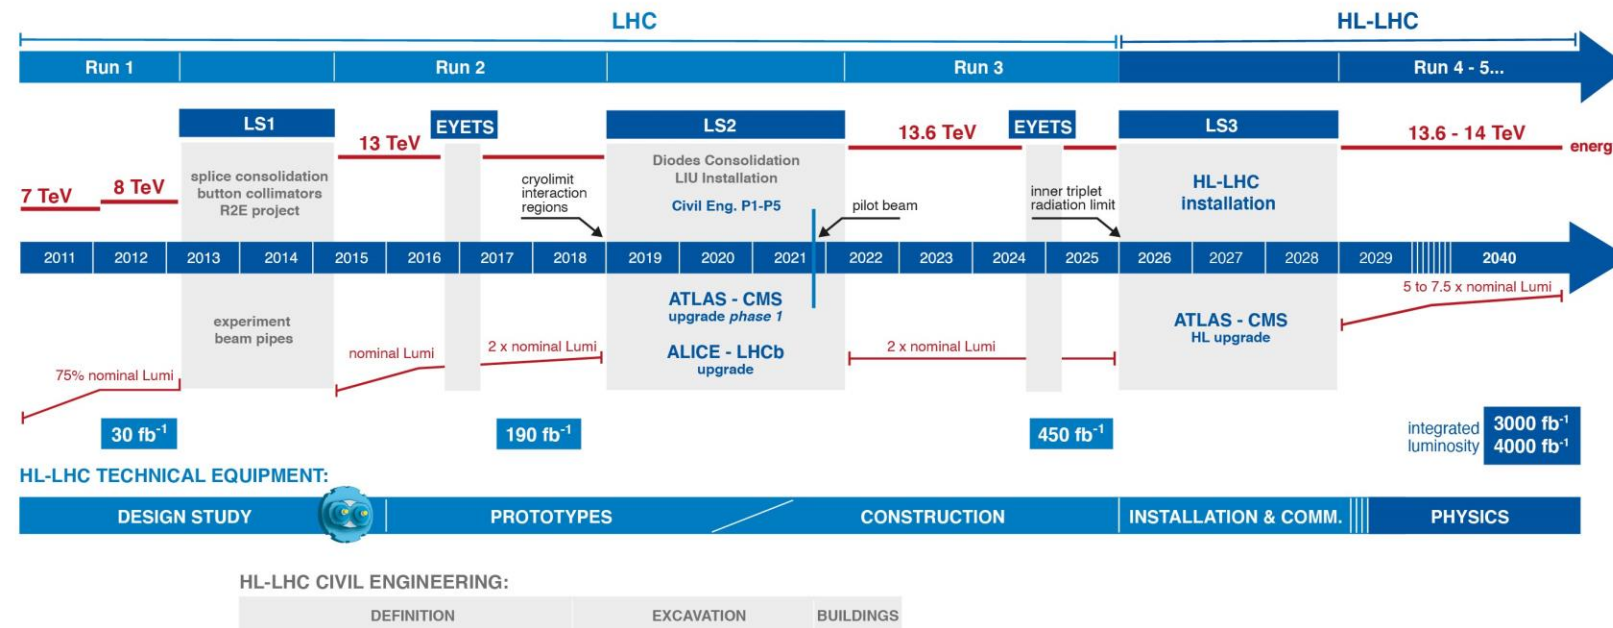 LHC
HL-LHC
Run 1
Run 2
Run 3
Run 4 - 5...
LS1
EYETS
LS2
EYETS
LS3
7 TeV
8 TeV
13 TeV
13.6 TeV
13.6 - 14 TeV
energ
splice consolidation
button collimators
R2E project
cryolimit
interaction
regions
Diodes Consolidation
LIU Installation
Civil Eng. P1-P5
pilot beam
inner triplet
radiation limit
HL-LHC
installation
2011
2012
2013
2014
2015
2016
2017
2018
2019
2020
2021
2022
2023
2024
2025
2026
2027
2028
2029
2040
experiment
beam pipes
75% nominal Lumi
nominal Lumi
2 x nominal Lumi
ATLAS - CMS
upgrade phase 1
ALICE - LHCb
upgrade
2 x nominal Lumi
ATLAS - CMS
HL upgrade
5 to 7.5 x nominal Lumi
30 fb⁻¹
190 fb⁻¹
450 fb⁻¹
integrated
luminosity
3000 fb⁻¹
4000 fb⁻¹
HL-LHC TECHNICAL EQUIPMENT:
DESIGN STUDY
PROTOTYPES
CONSTRUCTION
INSTALLATION & COMM.
PHYSICS
HL-LHC CIVIL ENGINEERING:
DEFINITION
EXCAVATION
BUILDINGS